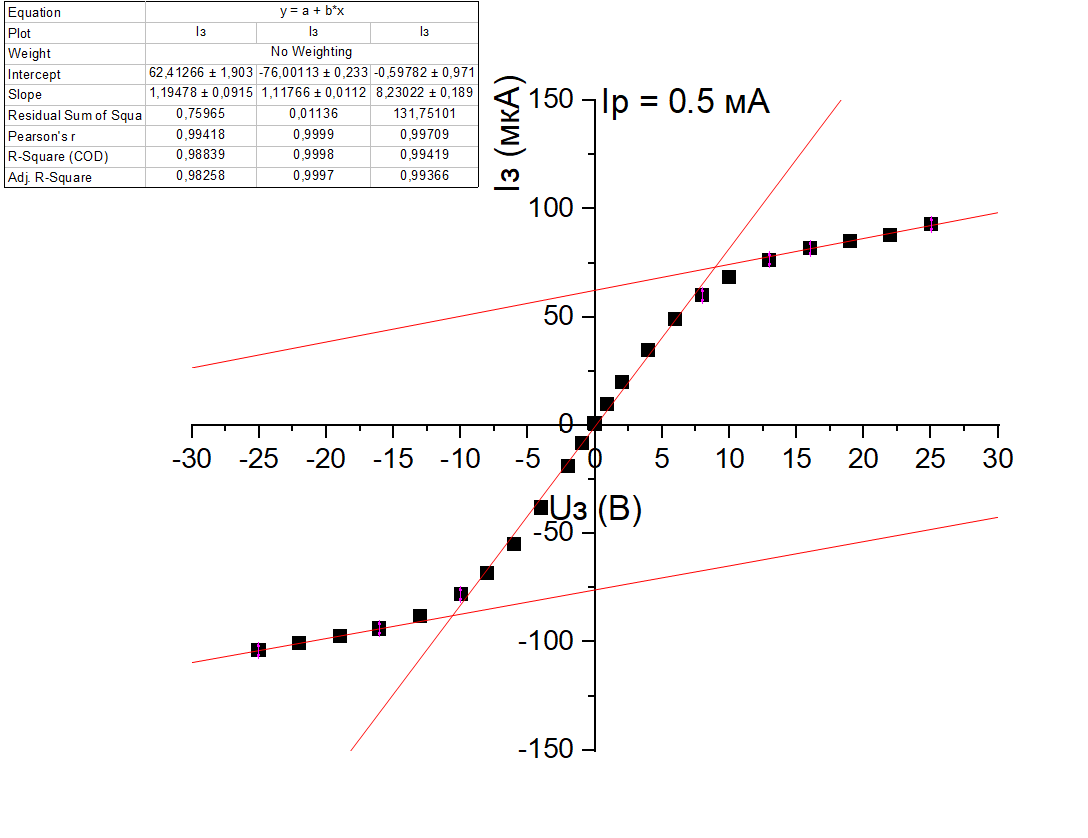 Equation y = a + b*x
Plot Iз Iз Iз
Weight No Weighting
Intercept 62,41266 ± 1,903 -76,00113 ± 0,233 -0,59782 ± 0,971
Slope 1,19478 ± 0,0915 1,11766 ± 0,0112 8,23022 ± 0,189
Residual Sum of Squa 0,75965 0,01136 131,75101
Pearson's r 0,99418 0,9999 0,99709
R-Square (COD) 0,98839 0,9998 0,99419
Adj. R-Square 0,98258 0,9997 0,99366
Iз (мкА)
Iр = 0.5 мА
150
100
50
0
-50
-100
-150
-30 -25 -20 -15 -10 -5 0 5 10 15 20 25 30
Uз (В)